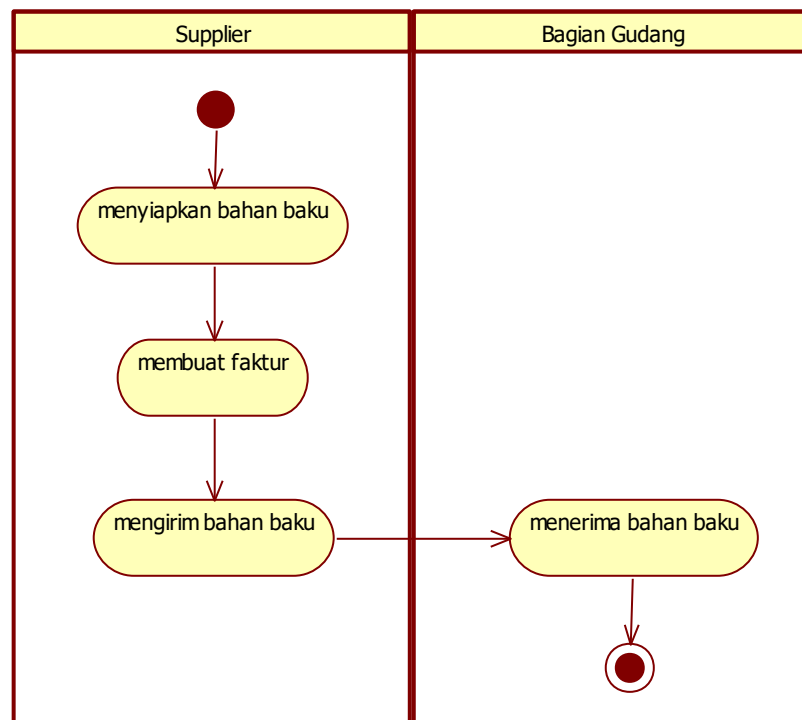 Supplier
Bagian Gudang
menyiapkan bahan baku
membuat faktur
mengirim bahan baku
menerima bahan baku